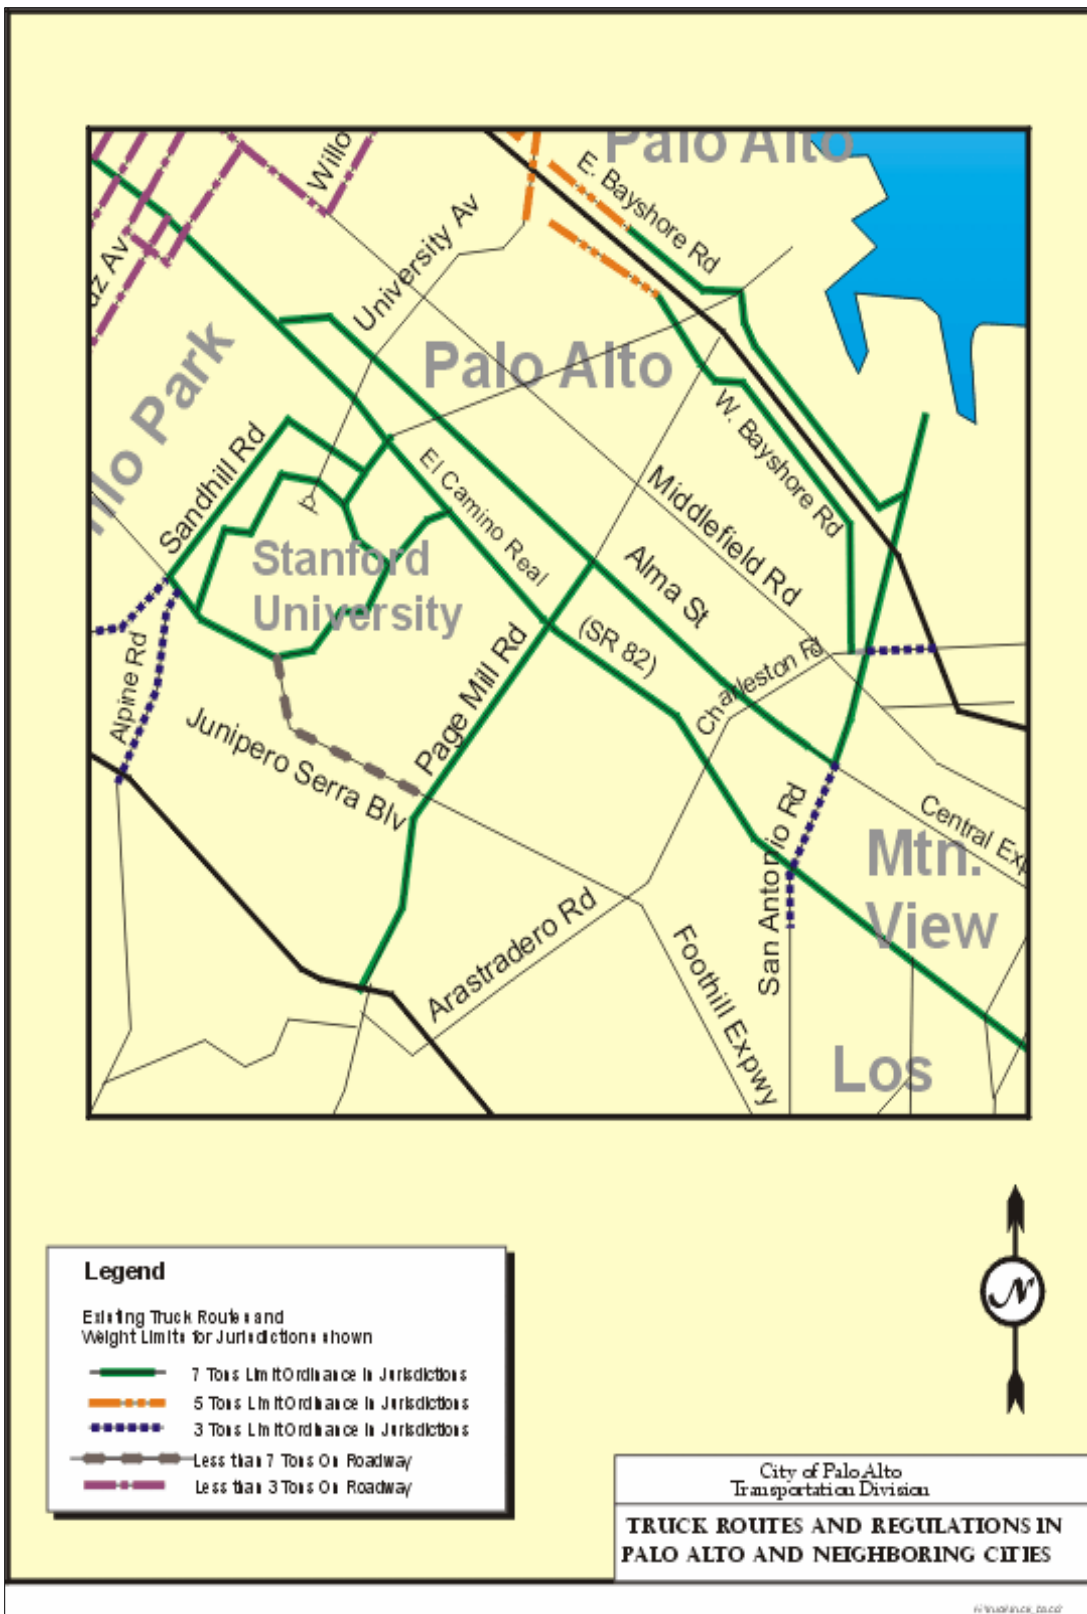 Palo Alto
Willo
E. Bayshore Rd
University Av
uz Av
Palo Alto
llo Park
W. Bayshore Rd
Sandhill Rd
El Camino Real
Middlefield Rd
Stanford
University
Alma St
(SR 82)
Charleston Rd
Alpine Rd
Page Mill Rd
Junipero Serra Blv
San Antonio Rd
Central Exp
Mtn.
View
Arastradero Rd
Foothill Expwy
Los
N
Legend
Existing Truck Routes and
Weight Limits for Jurisdictions shown
7 Tons Limit Ordinance in Jurisdictions
5 Tons Limit Ordinance in Jurisdictions
3 Tons Limit Ordinance in Jurisdictions
Less than 7 Tons On Roadway
Less than 3 Tons On Roadway
City of Palo Alto
Transportation Division
TRUCK ROUTES AND REGULATIONS IN
PALO ALTO AND NEIGHBORING CITIES